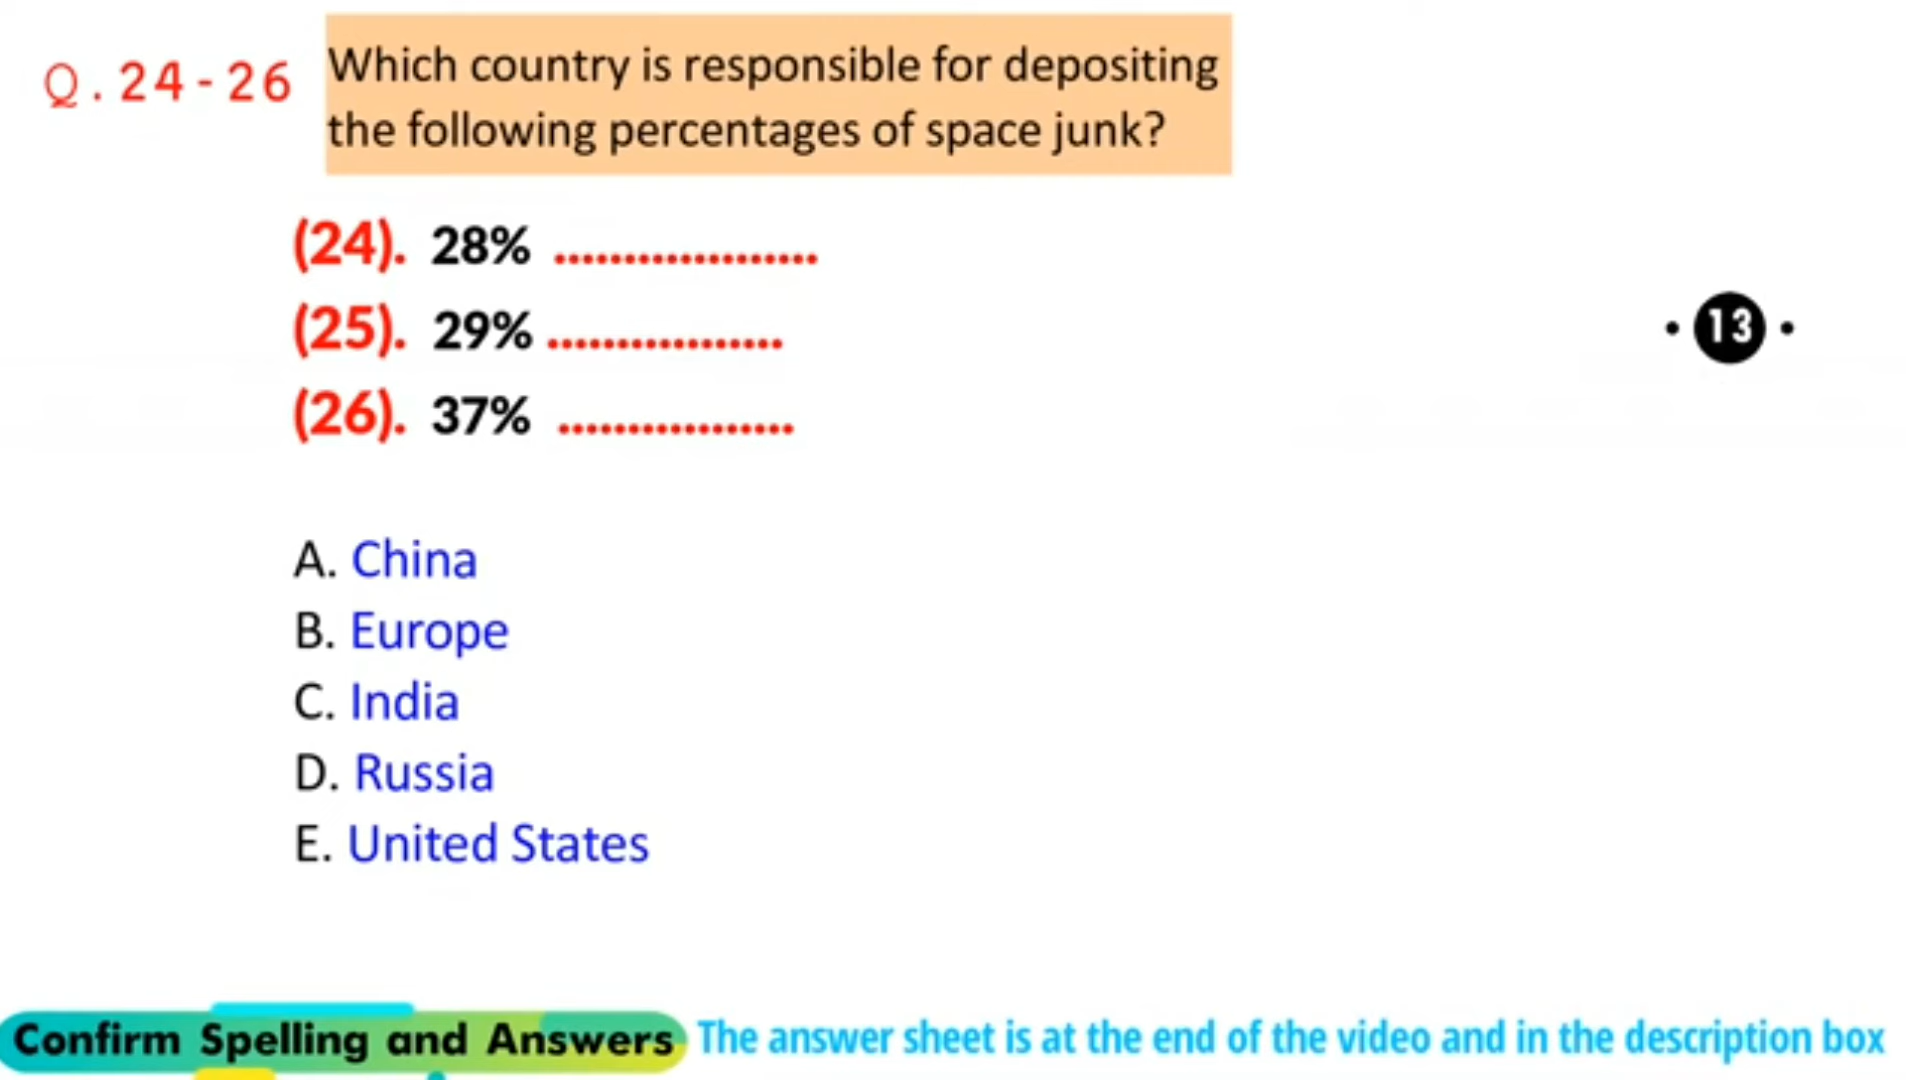 Q.24-26
Which country is responsible for depositing
the following percentages of space junk?
(24). 28% ...................
(25). 29% .................
(26). 37% .................
• 13 •
A. China
B. Europe
C. India
D. Russia
E. United States
Confirm Spelling and Answers The answer sheet is at the end of the video and in the description box